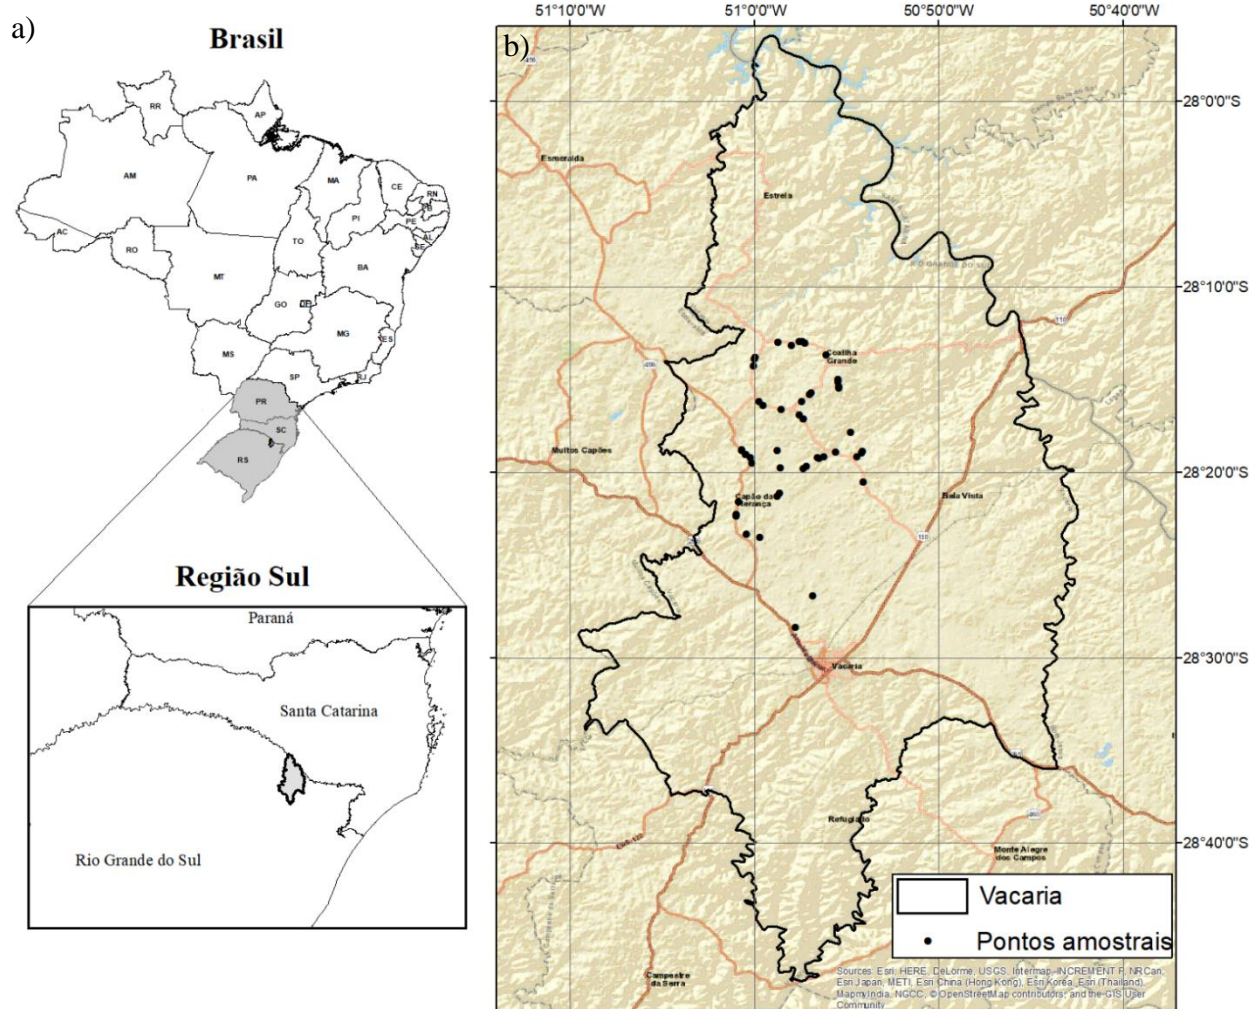 a)
Brasil
RR
AP
AM
PA
MA
CE
RN
PB
PI
PE
AC
AL
SE
RO
TO
BA
MT
GO
DF
MG
ES
MS
SP
RJ
PR
SC
RS
Região Sul
Paraná
Santa Catarina
Rio Grande do Sul
b)
51°10'0"W
51°0'0"W
50°50'0"W
50°40'0"W
28°0'0"S
28°10'0"S
28°20'0"S
28°30'0"S
28°40'0"S
Esmeralda
Estrela
Coxilha
Grande
Muitos Capões
Capão da
Herança
Bela Vista
110
110
Vacaria
Refugiado
Monte Alegre
dos Campos
Campestre
da Serra
Vacaria
Pontos amostrais
Sources: Esri, HERE, DeLorme, USGS, Intermap, INCREMENT P, NRCan,
Esri Japan, METI, Esri China (Hong Kong), Esri Korea, Esri (Thailand),
MapmyIndia, NGCC, © OpenStreetMap contributors, and the GIS User
Community